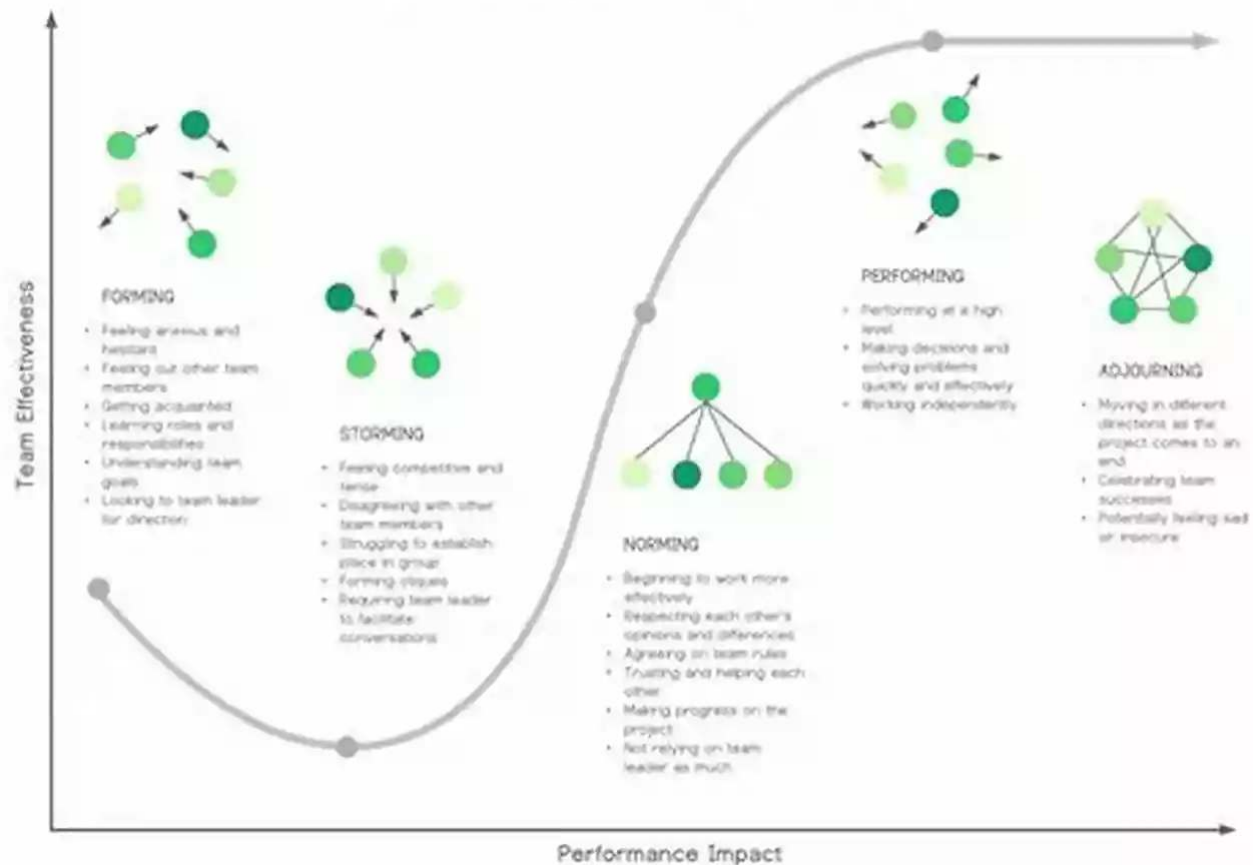 Team Effectiveness
FORMING
• Feeling anxious and
hesitant
• Feeling out other team
members
• Getting acquainted
• Learning roles and
responsibilities
• Understanding team
goals
• Looking to team leader
for direction
STORMING
• Feeling competitive and
tense
• Disagreeing with other
team members
• Struggling to establish
place in group
• Forming cliques
• Requiring team leader
to facilitate
conversations
NORMING
• Beginning to work more
effectively
• Respecting each other's
opinions and differences
• Agreeing on team rules
• Trusting and helping each
other
• Making progress on the
project
• Not relying on team
leader as much
PERFORMING
• Performing at a high
level
• Making decisions and
solving problems
quickly and effectively
• Working independently
ADJOURNING
• Moving in different
directions as the
project comes to an
end
• Celebrating team
successes
• Potentially feeling sad
or insecure
Performance Impact